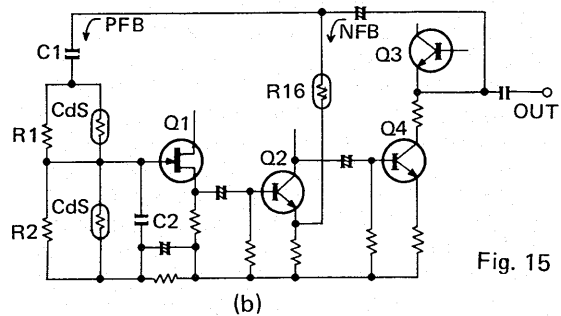 PFB
NFB
Q3
C1
OUT
CdS
R16
R1
Q1
Q2
Q4
CdS
R2
C2
Fig. 15
(b)